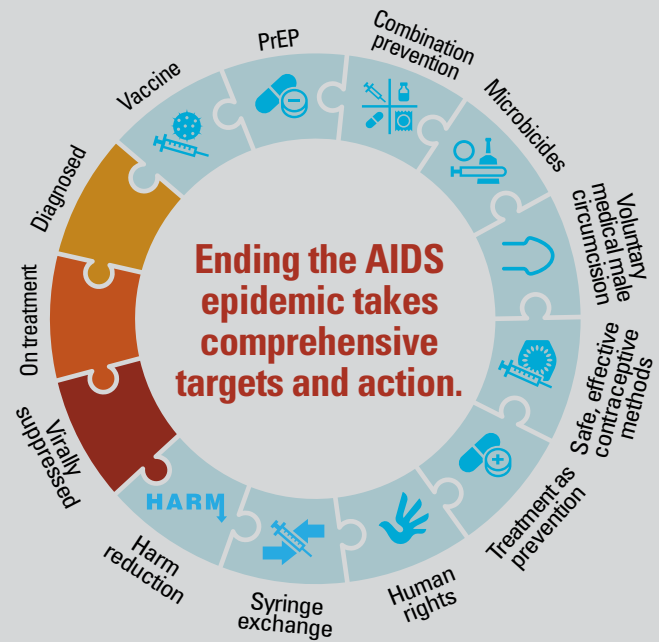 PrEP
Combination
prevention
Microbicides
Voluntary
medical male
circumcision
Safe, effective
contraceptive
methods
Treatment as
prevention
Human
rights
Syringe
exchange
Harm
reduction
HARM
Virally
suppressed
On treatment
Diagnosed
Vaccine
Ending the AIDS
epidemic takes
comprehensive
targets and action.